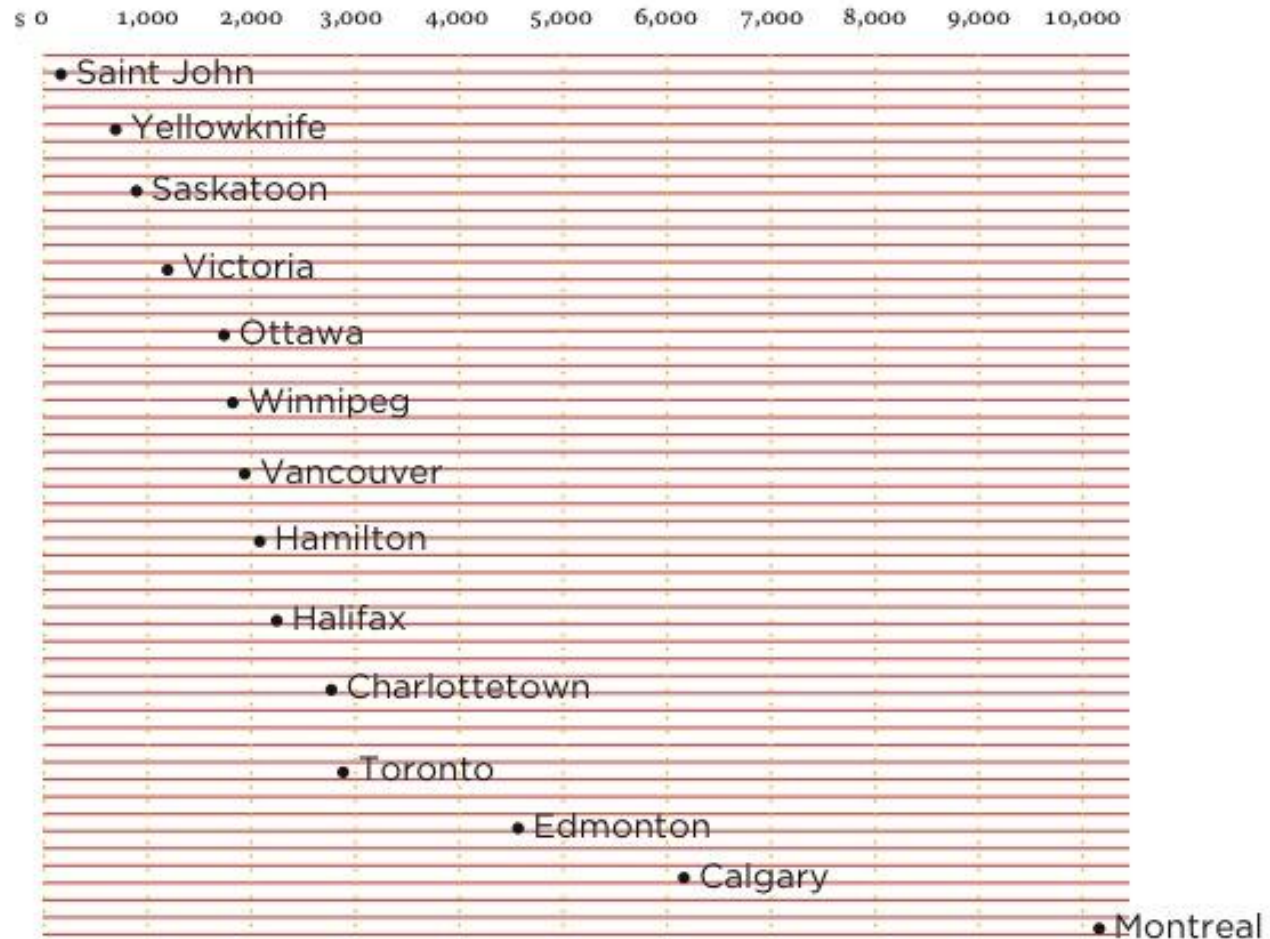 $ 0 1,000 2,000 3,000 4,000 5,000 6,000 7,000 8,000 9,000 10,000
Saint John
Yellowknife
Saskatoon
Victoria
Ottawa
Winnipeg
Vancouver
Hamilton
Halifax
Charlottetown
Toronto
Edmonton
Calgary
Montreal